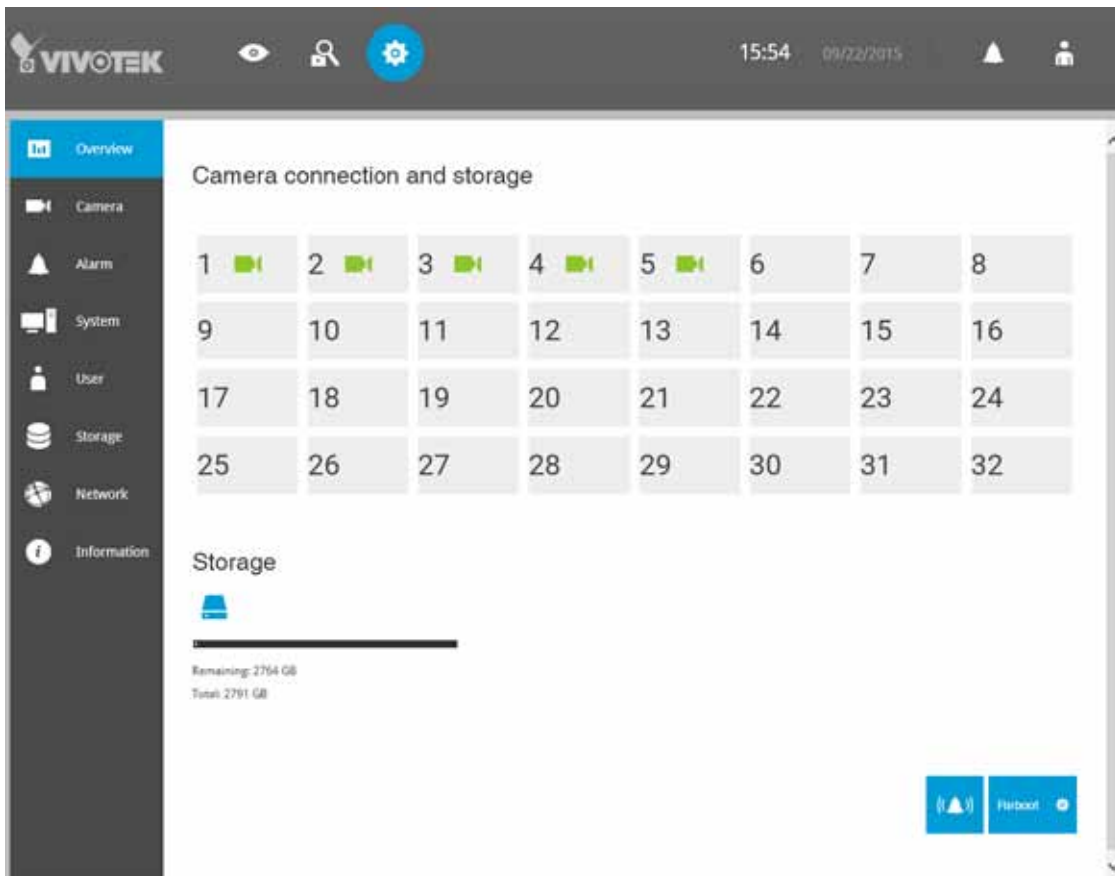 VIVOTEK
15:54 09/22/2015
Overview
Camera
Alarm
System
User
Storage
Network
Information
Camera connection and storage
1 2 3 4 5 6 7 8
9 10 11 12 13 14 15 16
17 18 19 20 21 22 23 24
25 26 27 28 29 30 31 32
Storage
Remaining: 2764 GB
Total: 2791 GB
Reboot